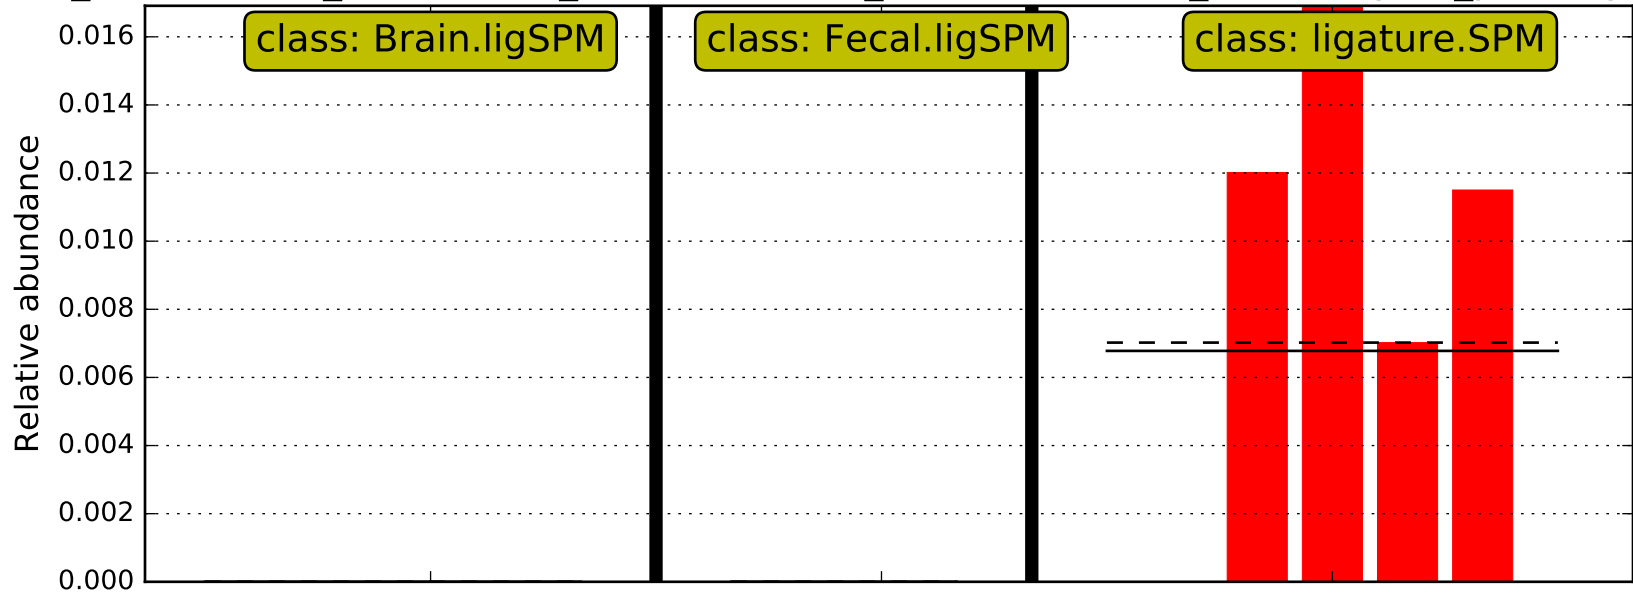 class: Brain.ligSPM
class: Fecal.ligSPM
class: ligature.SPM
Relative abundance
0.016
0.014
0.012
0.010
0.008
0.006
0.004
0.002
0.000